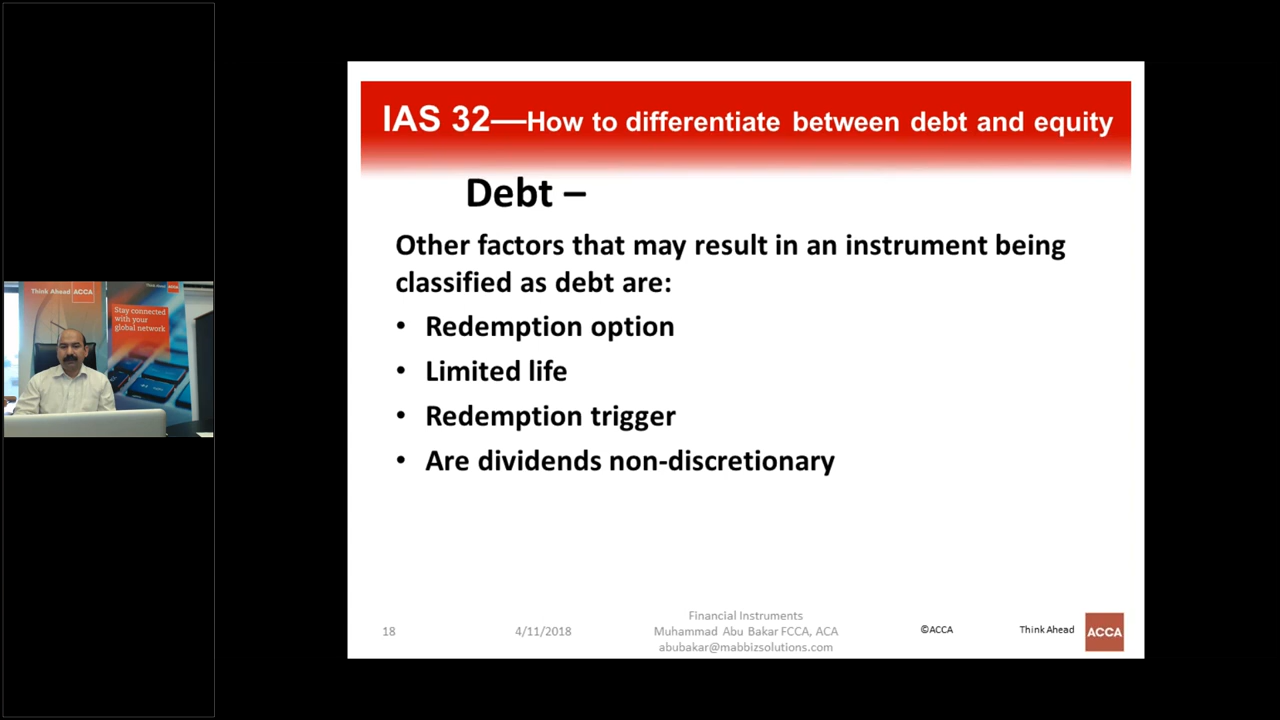 IAS 32—How to differentiate between debt and equity
Debt –
Other factors that may result in an instrument being
classified as debt are:
• Redemption option
• Limited life
• Redemption trigger
• Are dividends non-discretionary
18
4/11/2018
Financial Instruments
Muhammad Abu Bakar FCCA, ACA
abubakar@mabbizsolutions.com
©ACCA
Think Ahead
ACCA
Think Ahead ACCA
Think Ahead ACCA
Stay connected
with your
global network